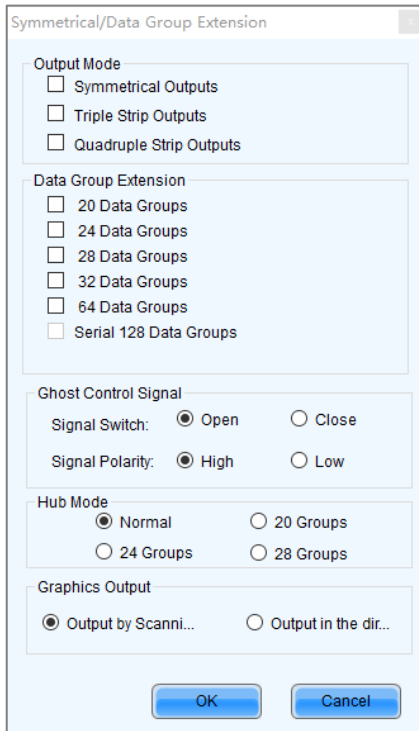 Symmetrical/Data Group Extension
Output Mode
Symmetrical Outputs
Triple Strip Outputs
Quadruple Strip Outputs
Data Group Extension
20 Data Groups
24 Data Groups
28 Data Groups
32 Data Groups
64 Data Groups
Serial 128 Data Groups
Ghost Control Signal
Signal Switch: Open Close
Signal Polarity: High Low
Hub Mode
Normal 20 Groups
24 Groups 28 Groups
Graphics Output
Output by Scanni... Output in the dir...
OK Cancel